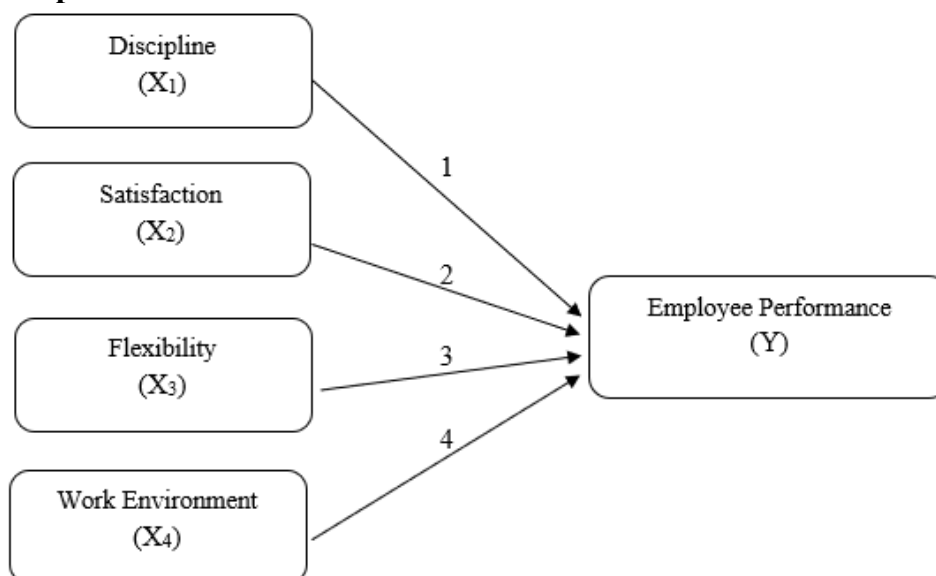 Discipline
(X1)
1
Satisfaction
(X2)
2
Employee Performance
(Y)
Flexibility
(X3)
3
4
Work Environment
(X4)